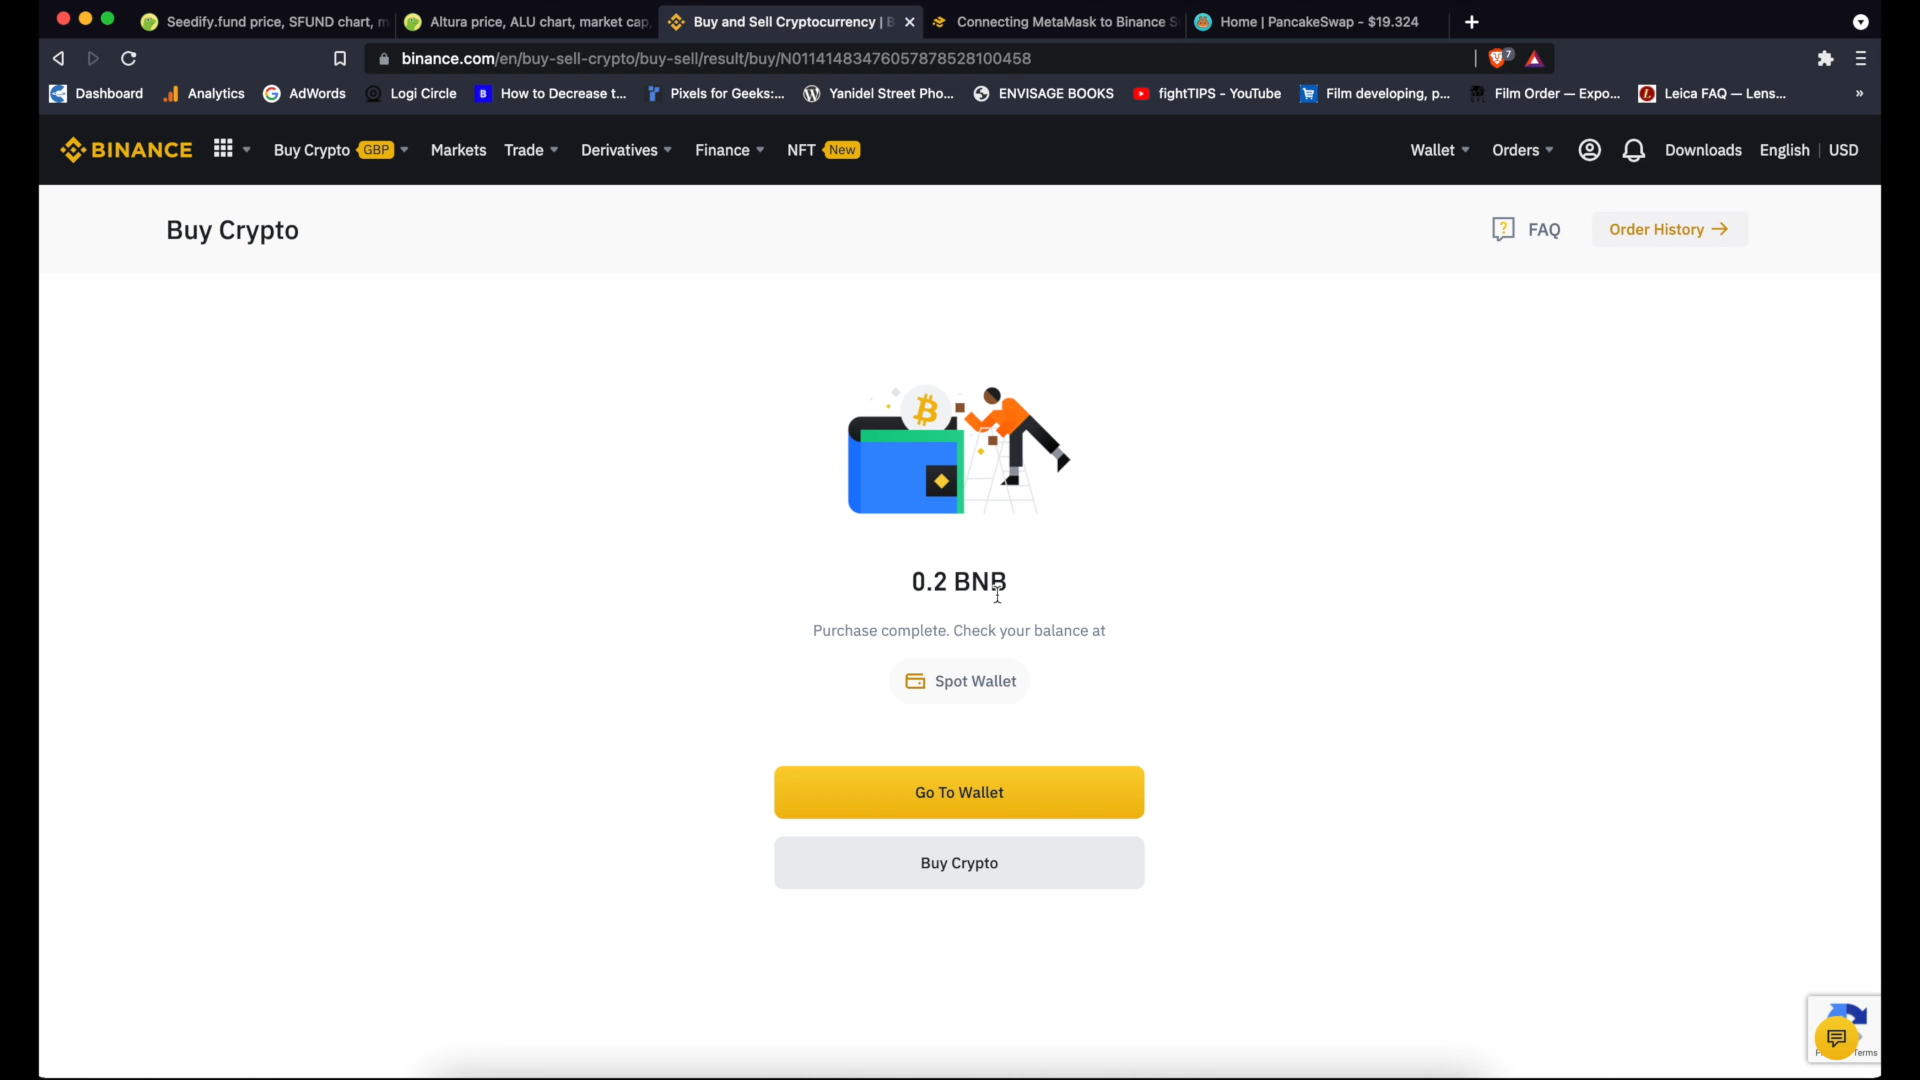 Seedify.fund price, SFUND chart, m
Altura price, ALU chart, market cap,
Buy and Sell Cryptocurrency | B
Connecting MetaMask to Binance S
Home | PancakeSwap - $19.324
binance.com/en/buy-sell-crypto/buy-sell/result/buy/N01141483476057878528100458
7
Dashboard
Analytics
AdWords
Logi Circle
How to Decrease t...
Pixels for Geeks:...
Yanidel Street Pho...
ENVISAGE BOOKS
fightTIPS - YouTube
Film developing, p...
Film Order — Expo...
Leica FAQ — Lens...
»
BINANCE
Buy Crypto GBP
Markets
Trade
Derivatives
Finance
NFT New
Wallet
Orders
Downloads
English | USD
Buy Crypto
FAQ
Order History →
0.2 BNB
Purchase complete. Check your balance at
Spot Wallet
Go To Wallet
Buy Crypto
Terms